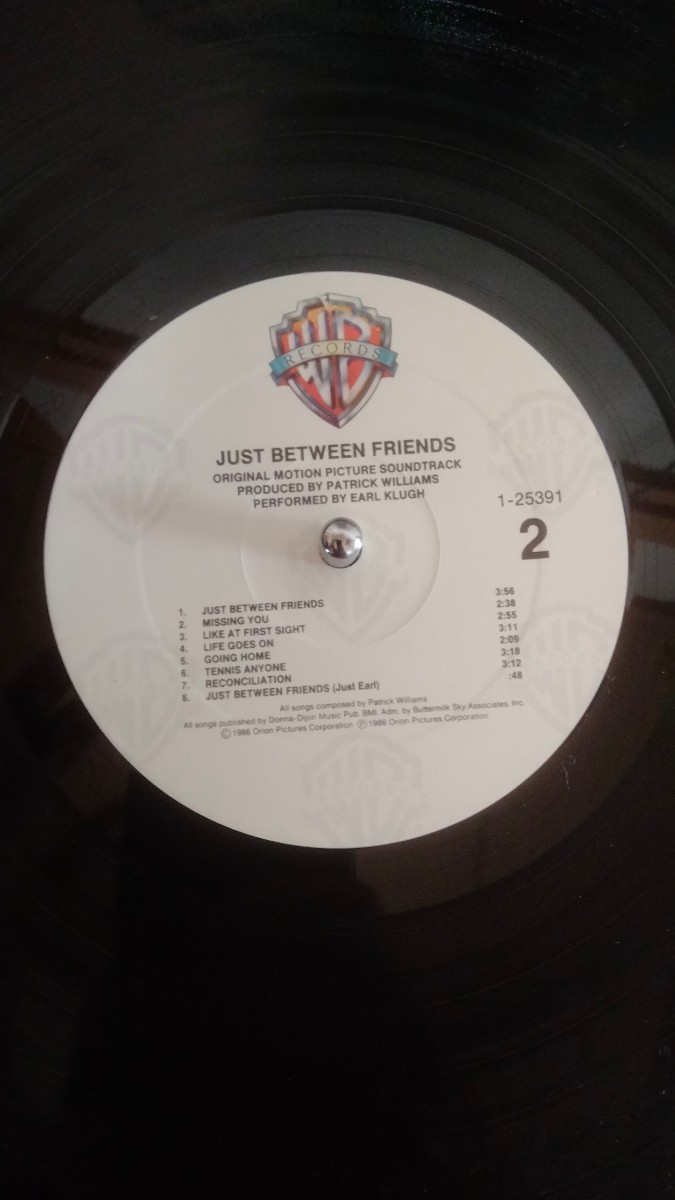 RECORDS
JUST BETWEEN FRIENDS
ORIGINAL MOTION PICTURE SOUNDTRACK
PRODUCED BY PATRICK WILLIAMS
PERFORMED BY EARL KLUGH
1-25391
2
1. JUST BETWEEN FRIENDS 3:56
2. MISSING YOU 2:38
3. LIKE AT FIRST SIGHT 2:55
4. LIFE GOES ON 3:11
5. GOING HOME 2:09
6. TENNIS ANYONE 3:18
7. RECONCILIATION 3:12
8. JUST BETWEEN FRIENDS (Just Earl) :48
All songs composed by Patrick Williams
All songs published by Donna-Dijon Music Pub. BMI. Adm. by Buttermilk Sky Associates, Inc.
Ⓒ1986 Orion Pictures Corporation Ⓟ1986 Orion Pictures Corporation